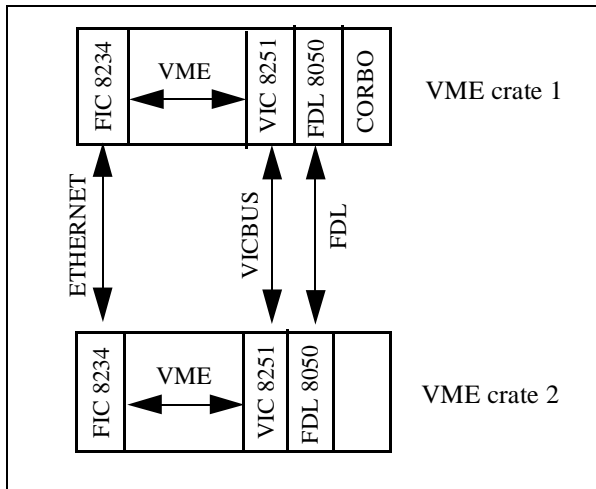 FIC 8234
VME
VIC 8251
FDL 8050
CORBO
VME crate 1
ETHERNET
VICBUS
FDL
FIC 8234
VME
VIC 8251
FDL 8050
VME crate 2